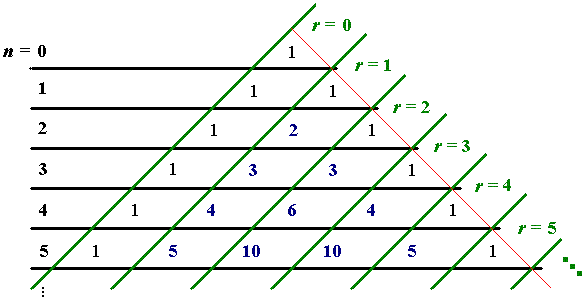 r = 0
n = 0 1
r = 1
1 1 1
r = 2
2 1 2 1
r = 3
3 1 3 3 1
r = 4
4 1 4 6 4 1
r = 5
5 1 5 10 10 5 1